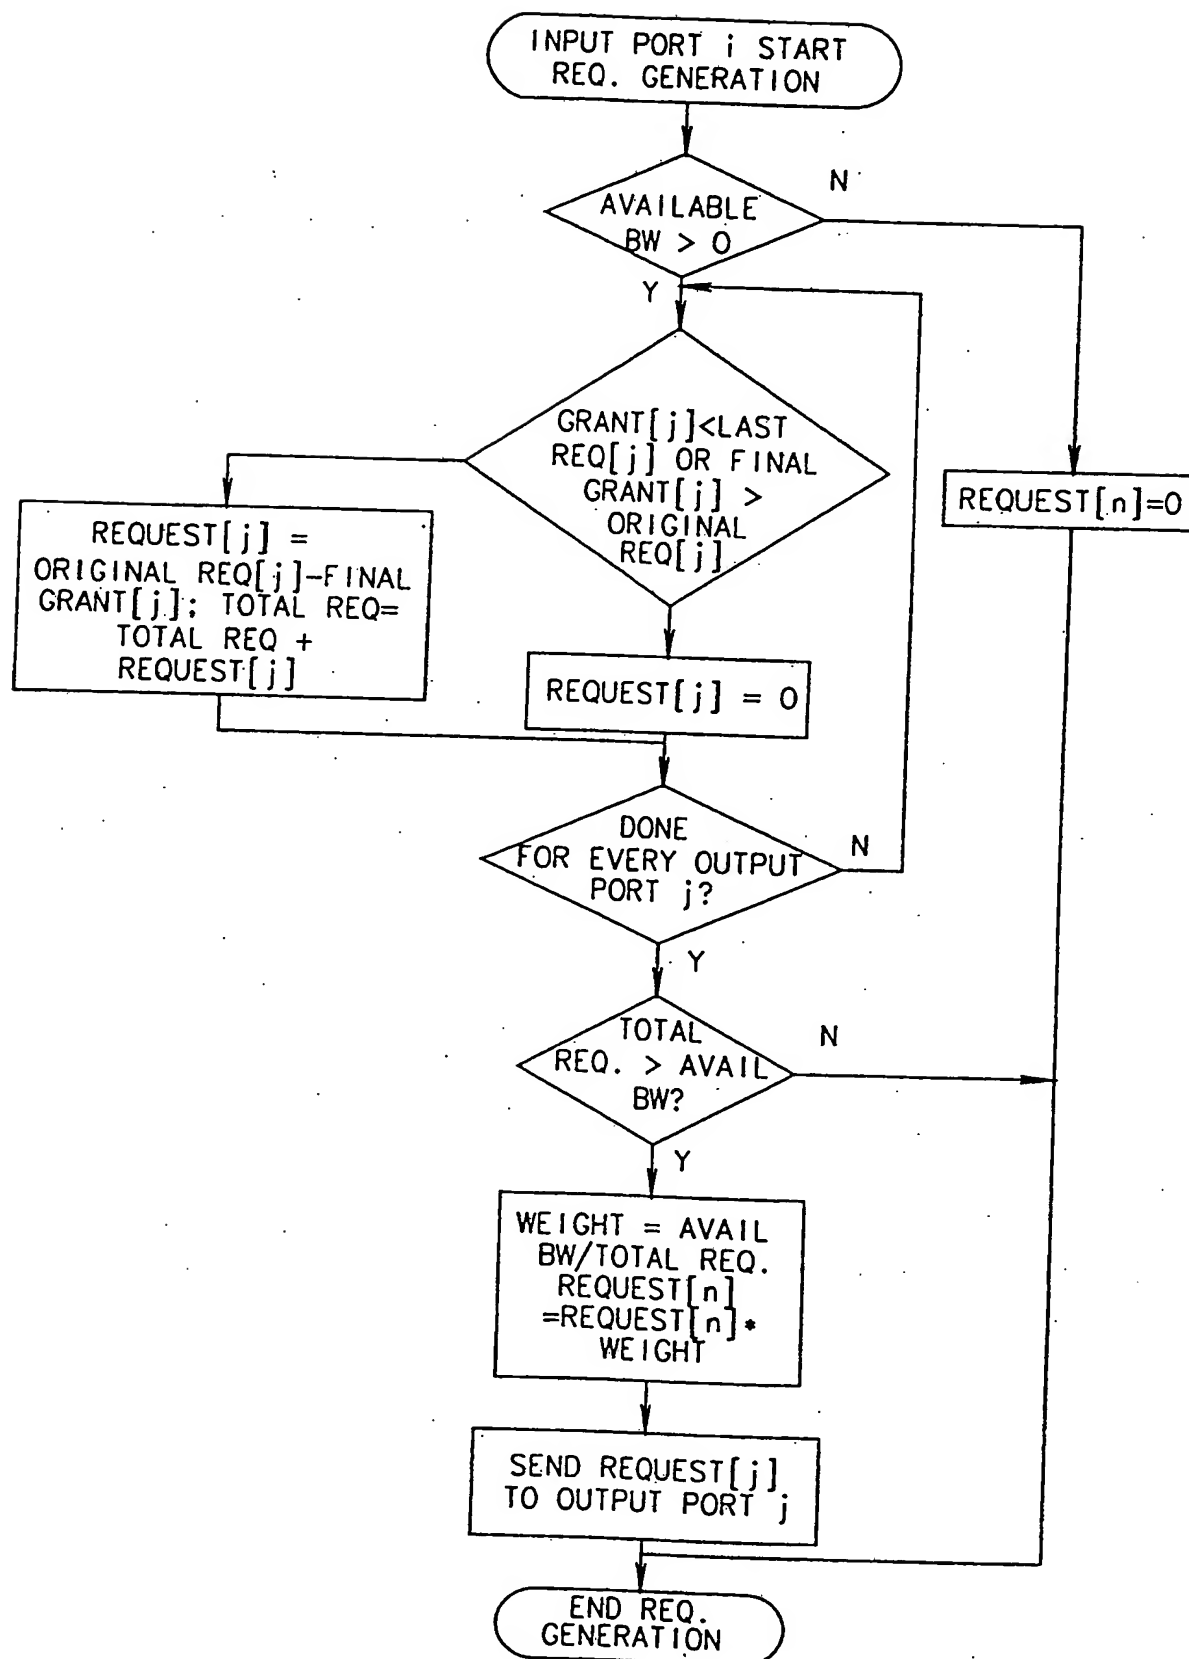 INPUT PORT i START
REQ. GENERATION
N
AVAILABLE
BW > 0
Y
GRANT[j]<LAST
REQ[j] OR FINAL
GRANT[j] >
ORIGINAL
REQ[j]
REQUEST[n]=0
REQUEST[j] =
ORIGINAL REQ[j]-FINAL
GRANT[j]; TOTAL REQ=
TOTAL REQ +
REQUEST[j]
REQUEST[j] = 0
DONE
FOR EVERY OUTPUT
PORT j?
N
Y
TOTAL
REQ. > AVAIL
BW?
N
Y
WEIGHT = AVAIL
BW/TOTAL REQ.
REQUEST[n]
=REQUEST[n]*
WEIGHT
SEND REQUEST[j]
TO OUTPUT PORT j
END REQ.
GENERATION